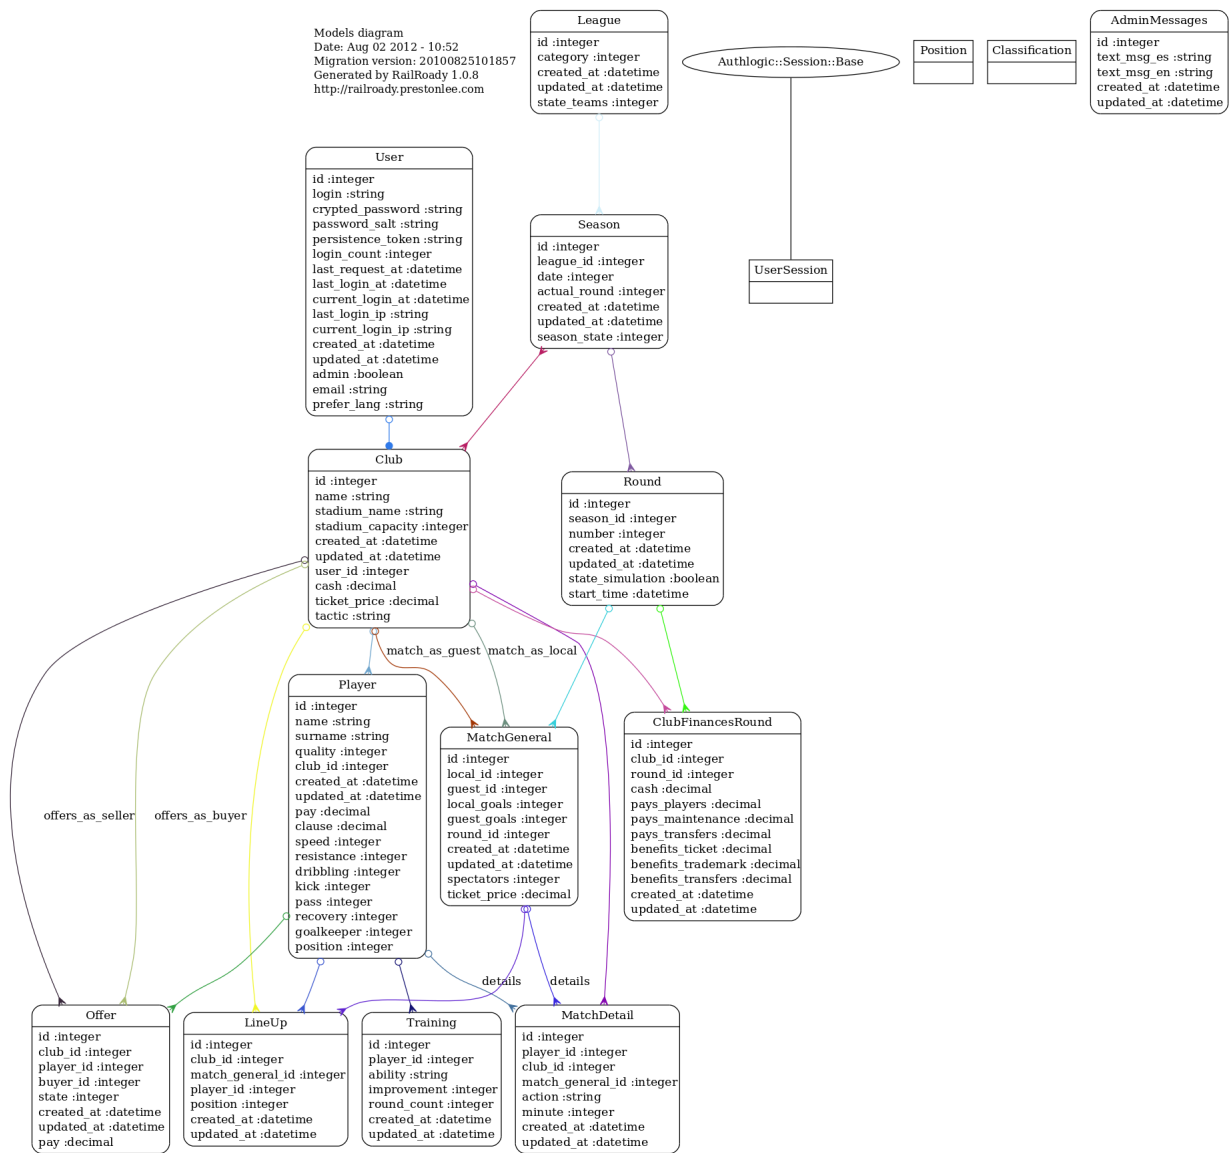 Models diagram
Date: Aug 02 2012 - 10:52
Migration version: 20100825101857
Generated by RailRoady 1.0.8
http://railroady.prestonlee.com
League
id :integer
category :integer
created_at :datetime
updated_at :datetime
state_teams :integer
Authlogic::Session::Base
Position
Classification
AdminMessages
id :integer
text_msg_es :string
text_msg_en :string
created_at :datetime
updated_at :datetime
User
id :integer
login :string
crypted_password :string
password_salt :string
persistence_token :string
login_count :integer
last_request_at :datetime
last_login_at :datetime
current_login_at :datetime
last_login_ip :string
current_login_ip :string
created_at :datetime
updated_at :datetime
admin :boolean
email :string
prefer_lang :string
Season
id :integer
league_id :integer
date :integer
actual_round :integer
created_at :datetime
updated_at :datetime
season_state :integer
UserSession
Club
id :integer
name :string
stadium_name :string
stadium_capacity :integer
created_at :datetime
updated_at :datetime
user_id :integer
cash :decimal
ticket_price :decimal
tactic :string
Round
id :integer
season_id :integer
number :integer
created_at :datetime
updated_at :datetime
state_simulation :boolean
start_time :datetime
match_as_guest
match_as_local
Player
id :integer
name :string
surname :string
quality :integer
club_id :integer
created_at :datetime
updated_at :datetime
pay :decimal
clause :decimal
speed :integer
resistance :integer
dribbling :integer
kick :integer
pass :integer
recovery :integer
goalkeeper :integer
position :integer
MatchGeneral
id :integer
local_id :integer
guest_id :integer
local_goals :integer
guest_goals :integer
round_id :integer
created_at :datetime
updated_at :datetime
spectators :integer
ticket_price :decimal
ClubFinancesRound
id :integer
club_id :integer
round_id :integer
cash :decimal
pays_players :decimal
pays_maintenance :decimal
pays_transfers :decimal
benefits_ticket :decimal
benefits_trademark :decimal
benefits_transfers :decimal
created_at :datetime
updated_at :datetime
offers_as_seller
offers_as_buyer
details
details
Offer
id :integer
club_id :integer
player_id :integer
buyer_id :integer
state :integer
created_at :datetime
updated_at :datetime
pay :decimal
LineUp
id :integer
club_id :integer
match_general_id :integer
player_id :integer
position :integer
created_at :datetime
updated_at :datetime
Training
id :integer
player_id :integer
ability :string
improvement :integer
round_count :integer
created_at :datetime
updated_at :datetime
MatchDetail
id :integer
player_id :integer
club_id :integer
match_general_id :integer
action :string
minute :integer
created_at :datetime
updated_at :datetime